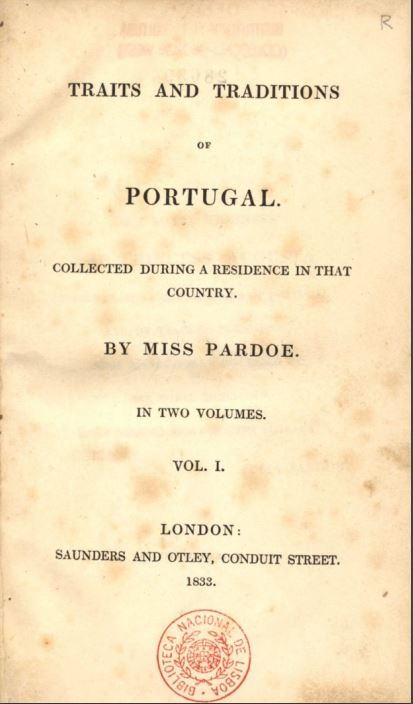 R
TRAITS AND TRADITIONS
OF
PORTUGAL.
COLLECTED DURING A RESIDENCE IN THAT
COUNTRY.
BY MISS PARDOE.
IN TWO VOLUMES.
VOL. I.
LONDON:
SAUNDERS AND OTLEY, CONDUIT STREET.
1833.
BIBLIOTECA NACIONAL DE LISBOA